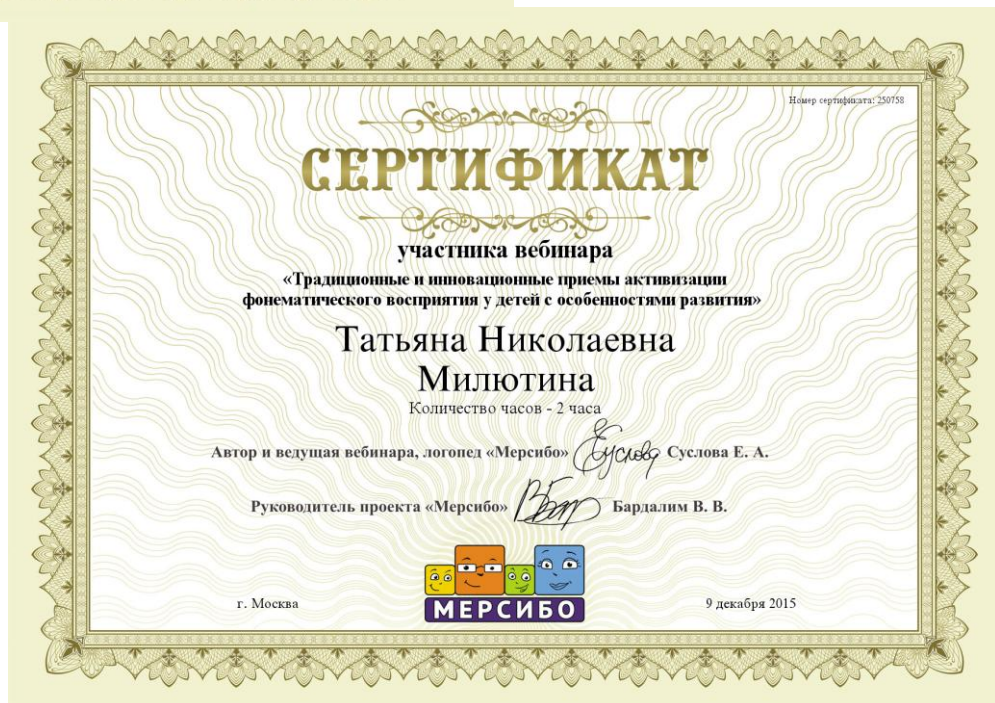 Номер сертификата: 250758
СЕРТИФИКАТ
участника вебинара
«Традиционные и инновационные приемы активизации
фонематического восприятия у детей с особенностями развития»
Татьяна Николаевна
Милютина
Количество часов - 2 часа
Автор и ведущая вебинара, логопед «Мерсибо» Суслова Е. А.
Руководитель проекта «Мерсибо» Бардалим В. В.
МЕРСИБО
г. Москва 9 декабря 2015